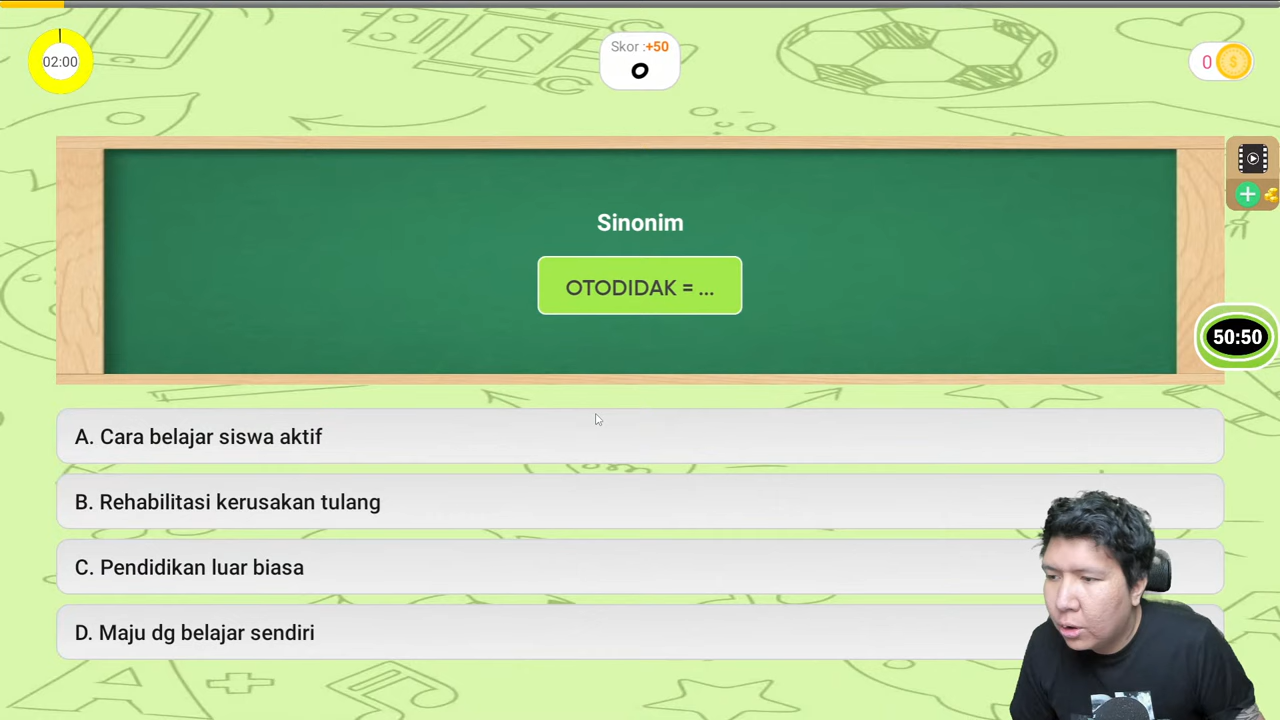 02:00
Skor :+50
0
0
Sinonim
OTODIDAK = ...
50:50
A. Cara belajar siswa aktif
B. Rehabilitasi kerusakan tulang
C. Pendidikan luar biasa
D. Maju dg belajar sendiri